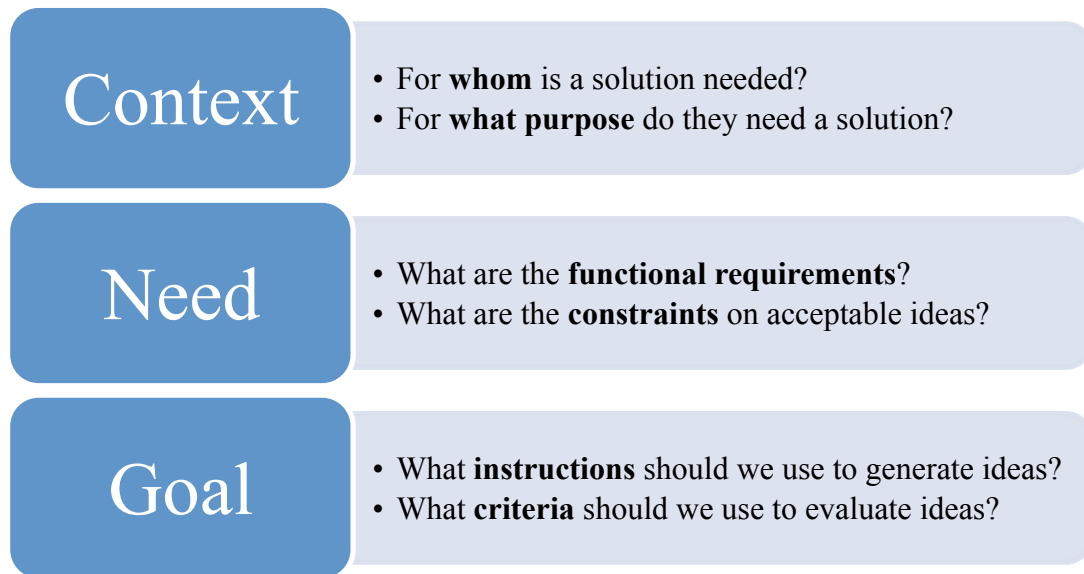 Context
• For whom is a solution needed?
• For what purpose do they need a solution?
Need
• What are the functional requirements?
• What are the constraints on acceptable ideas?
Goal
• What instructions should we use to generate ideas?
• What criteria should we use to evaluate ideas?